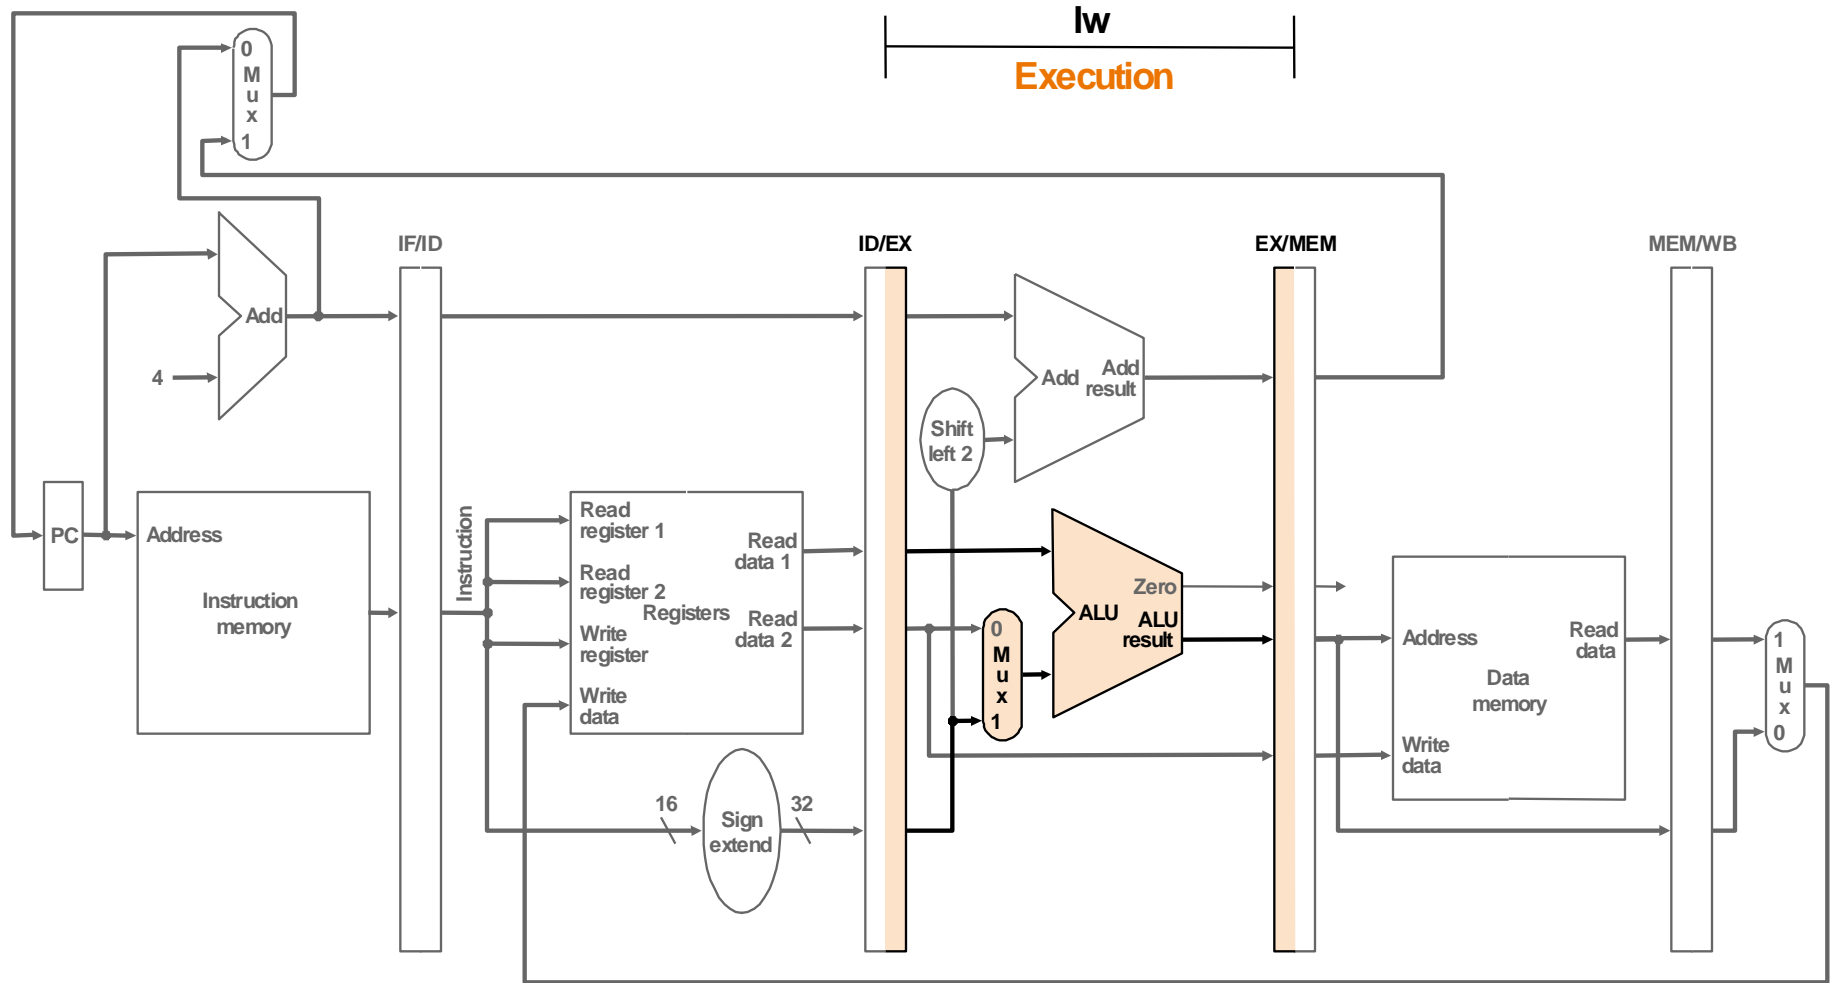 lw
Execution
0
M
u
x
1
IF/ID
ID/EX
EX/MEM
MEM/WB
Add
4
Add
Add
result
Shift
left 2
PC
Address
Instruction
memory
Instruction
Read
register 1
Read
register 2
Registers
Write
register
Write
data
Read
data 1
Read
data 2
16
Sign
extend
32
0
M
u
x
1
ALU
Zero
ALU
result
Address
Read
data
Data
memory
Write
data
1
M
u
x
0